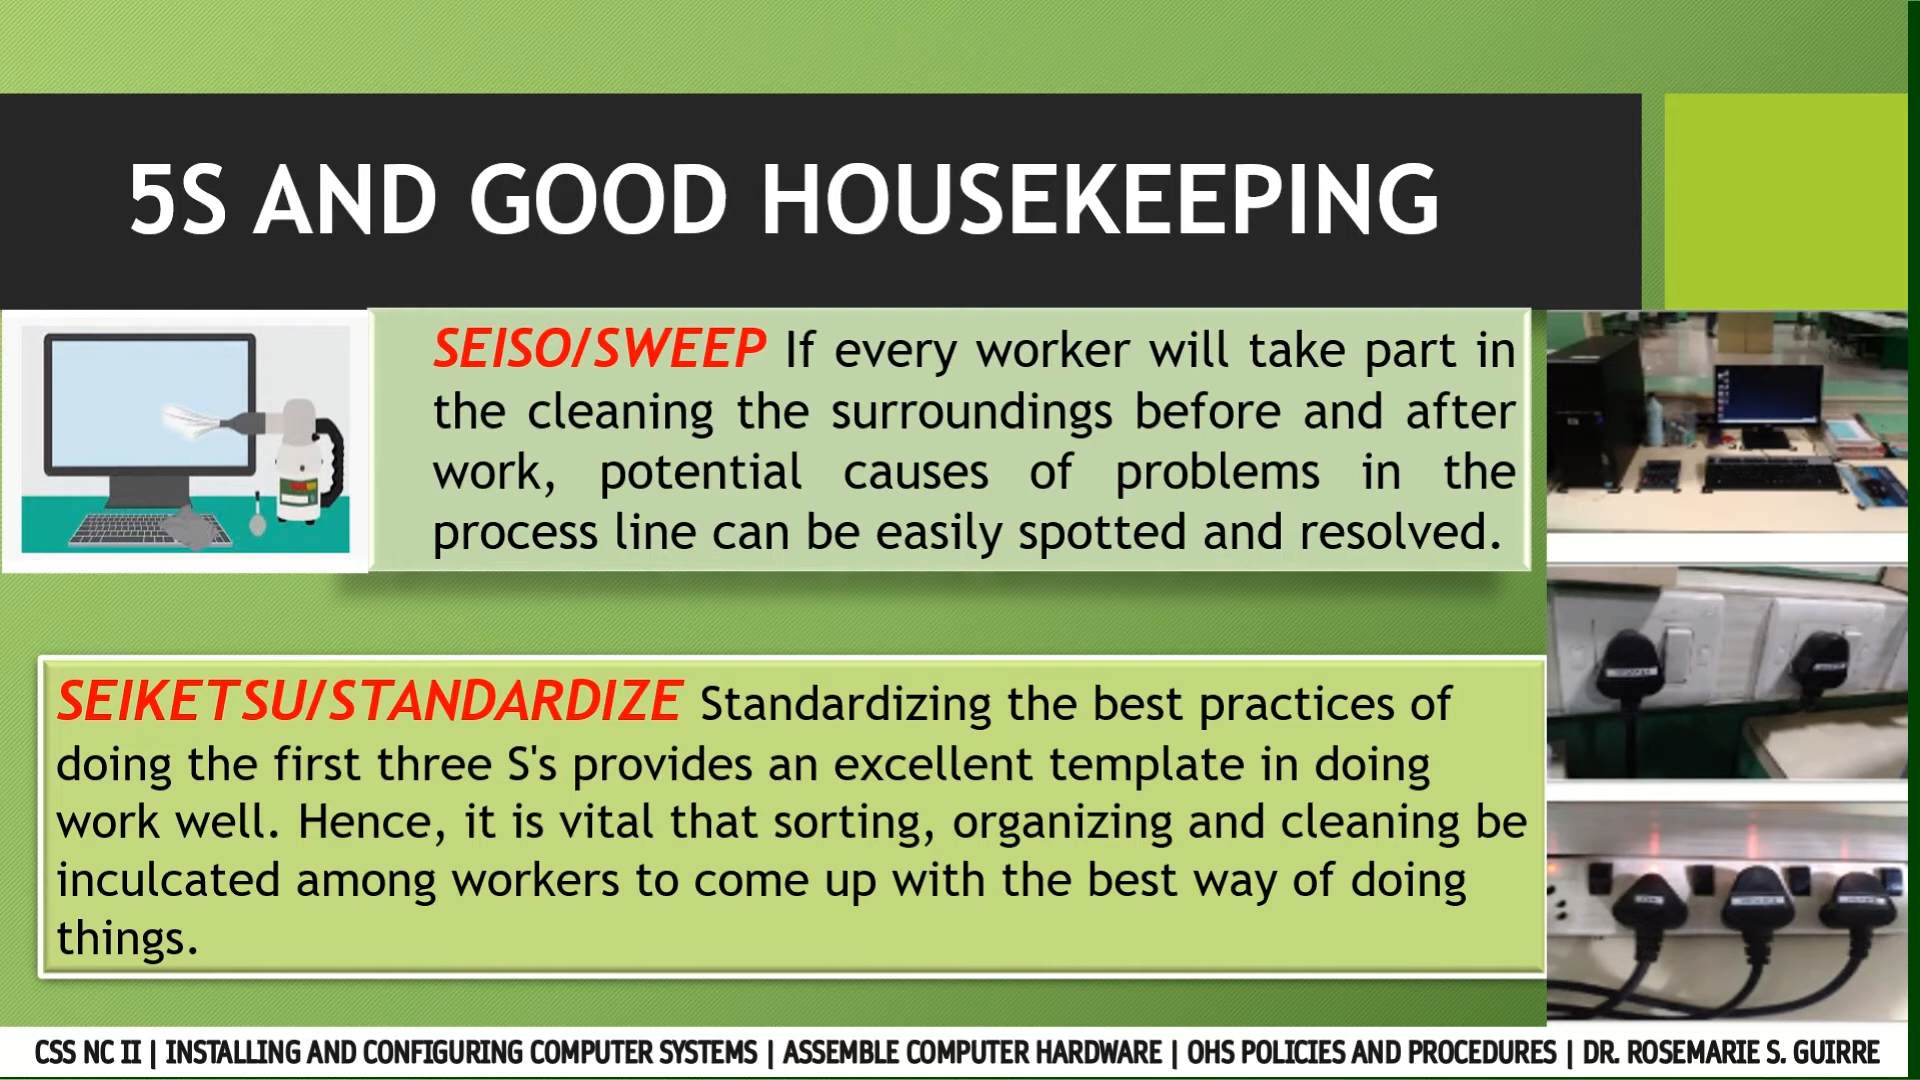 5S AND GOOD HOUSEKEEPING
SEISO/SWEEP If every worker will take part in
the cleaning the surroundings before and after
work, potential causes of problems in the
process line can be easily spotted and resolved.
SEIKETSU/STANDARDIZE Standardizing the best practices of
doing the first three S's provides an excellent template in doing
work well. Hence, it is vital that sorting, organizing and cleaning be
inculcated among workers to come up with the best way of doing
things.
CSS NC II | INSTALLING AND CONFIGURING COMPUTER SYSTEMS | ASSEMBLE COMPUTER HARDWARE | OHS POLICIES AND PROCEDURES | DR. ROSEMARIE S. GUIRRE